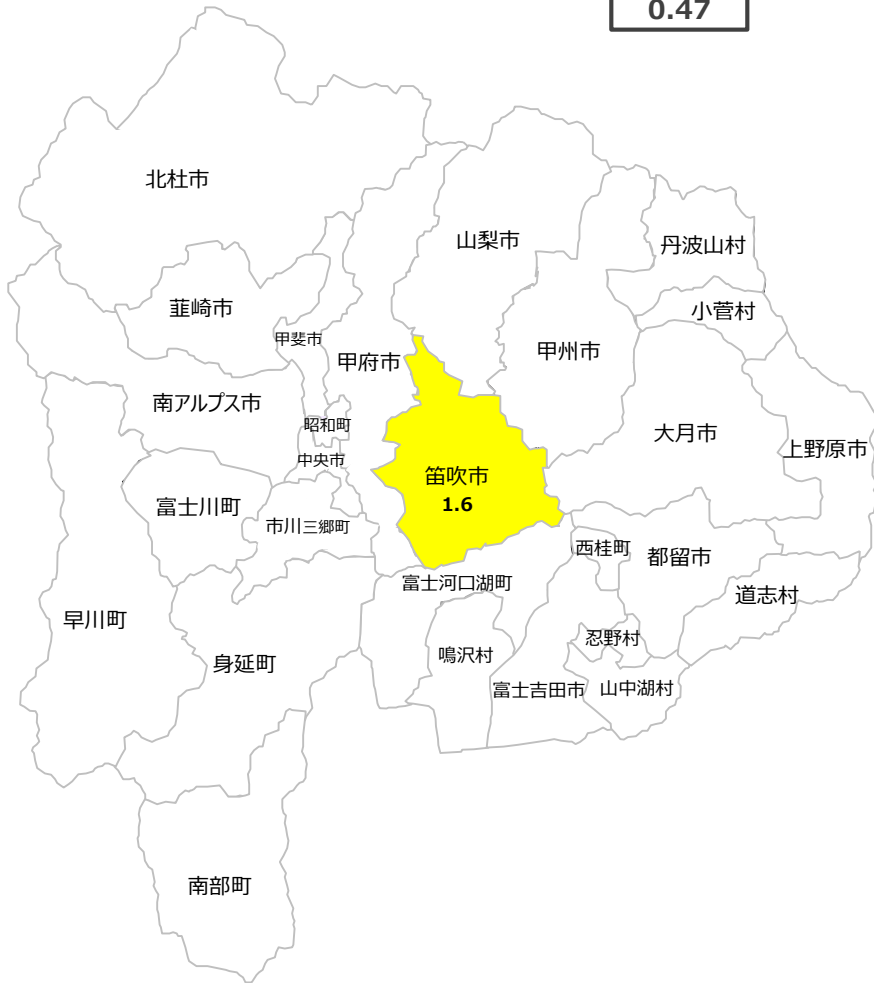 0.47
北杜市
山梨市
丹波山村
韮崎市
小菅村
甲斐市
甲府市
甲州市
南アルプス市
昭和町
大月市
上野原市
中央市
笛吹市
1.6
富士川町
市川三郷町
西桂町
都留市
富士河口湖町
道志村
早川町
忍野村
身延町
鳴沢村
富士吉田市
山中湖村
南部町